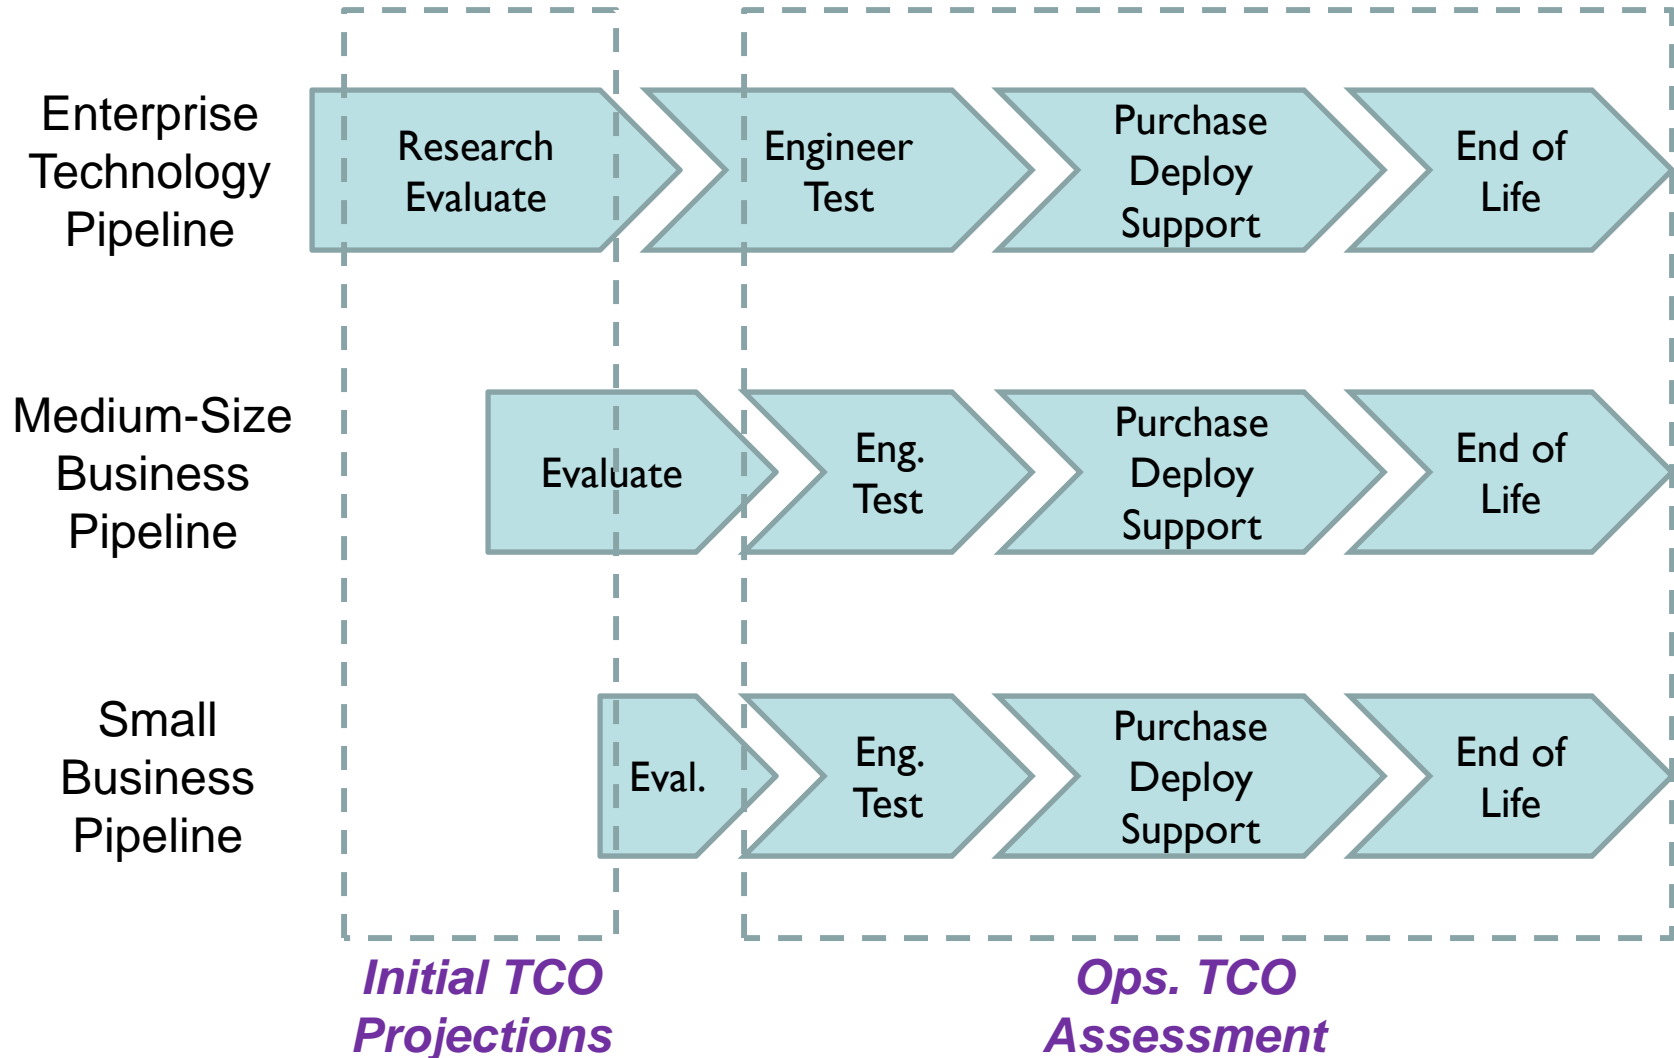 Enterprise
Technology
Pipeline
Research
Evaluate
Engineer
Test
Purchase
Deploy
Support
End of
Life
Medium-Size
Business
Pipeline
Evaluate
Eng.
Test
Purchase
Deploy
Support
End of
Life
Small
Business
Pipeline
Eval.
Eng.
Test
Purchase
Deploy
Support
End of
Life
Initial TCO
Projections
Ops. TCO
Assessment